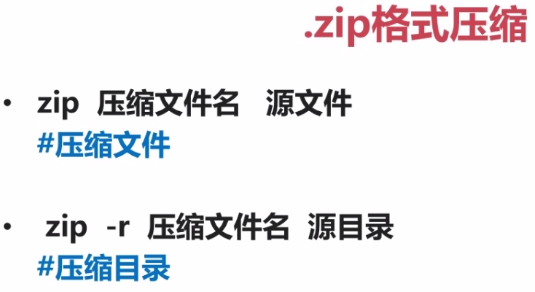 .zip格式压缩
• zip 压缩文件名 源文件
#压缩文件
• zip -r 压缩文件名 源目录
#压缩目录